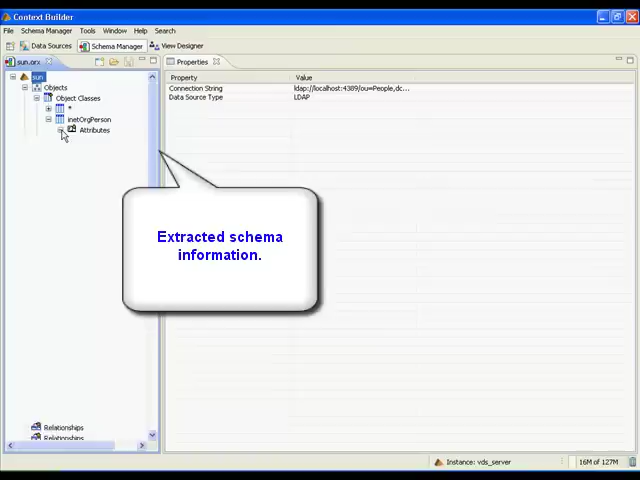 Context Builder
File Schema Manager Tools Window Help Search
Data Sources Schema Manager View Designer
sun.orx
Properties
sun
Objects
Object Classes
*
inetOrgPerson
Attributes
Relationships
Relationships
Property Value
Connection String ldap://localhost:4389/ou=People,dc...
Data Source Type LDAP
Extracted schema
information.
Instance: vds_server
16M of 127M